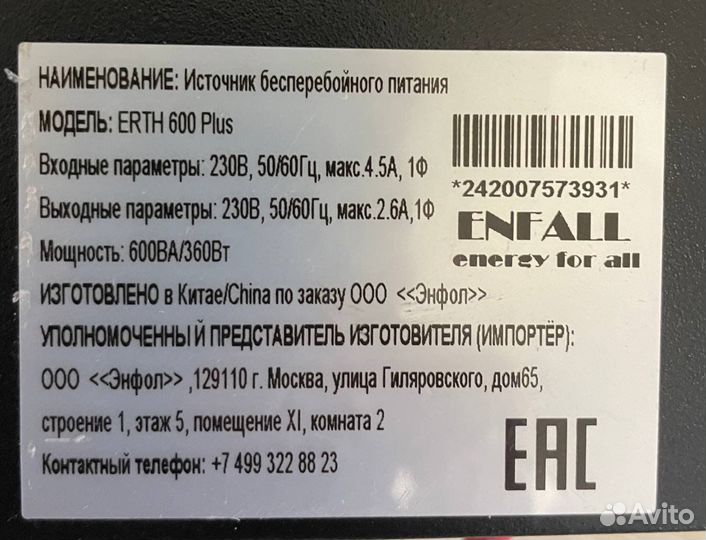 НАИМЕНОВАНИЕ: Источник бесперебойного питания
МОДЕЛЬ: ERTH 600 Plus
Входные параметры: 230В, 50/60Гц, макс.4.5А, 1Ф
Выходные параметры: 230В, 50/60Гц, макс.2.6А,1Ф
Мощность: 600ВА/360Вт
*242007573931*
ENFALL
energy for all
ИЗГОТОВЛЕНО в Китае/China по заказу ООО <<Энфол>>
УПОЛНОМОЧЕННЫ Й ПРЕДСТАВИТЕЛЬ ИЗГОТОВИТЕЛЯ (ИМПОРТЁР):
ООО <<Энфол>> ,129110 г. Москва, улица Гиляровского, дом65,
строение 1, этаж 5, помещение XI, комната 2
Контактный телефон: +7 499 322 88 23
EAC
Avito